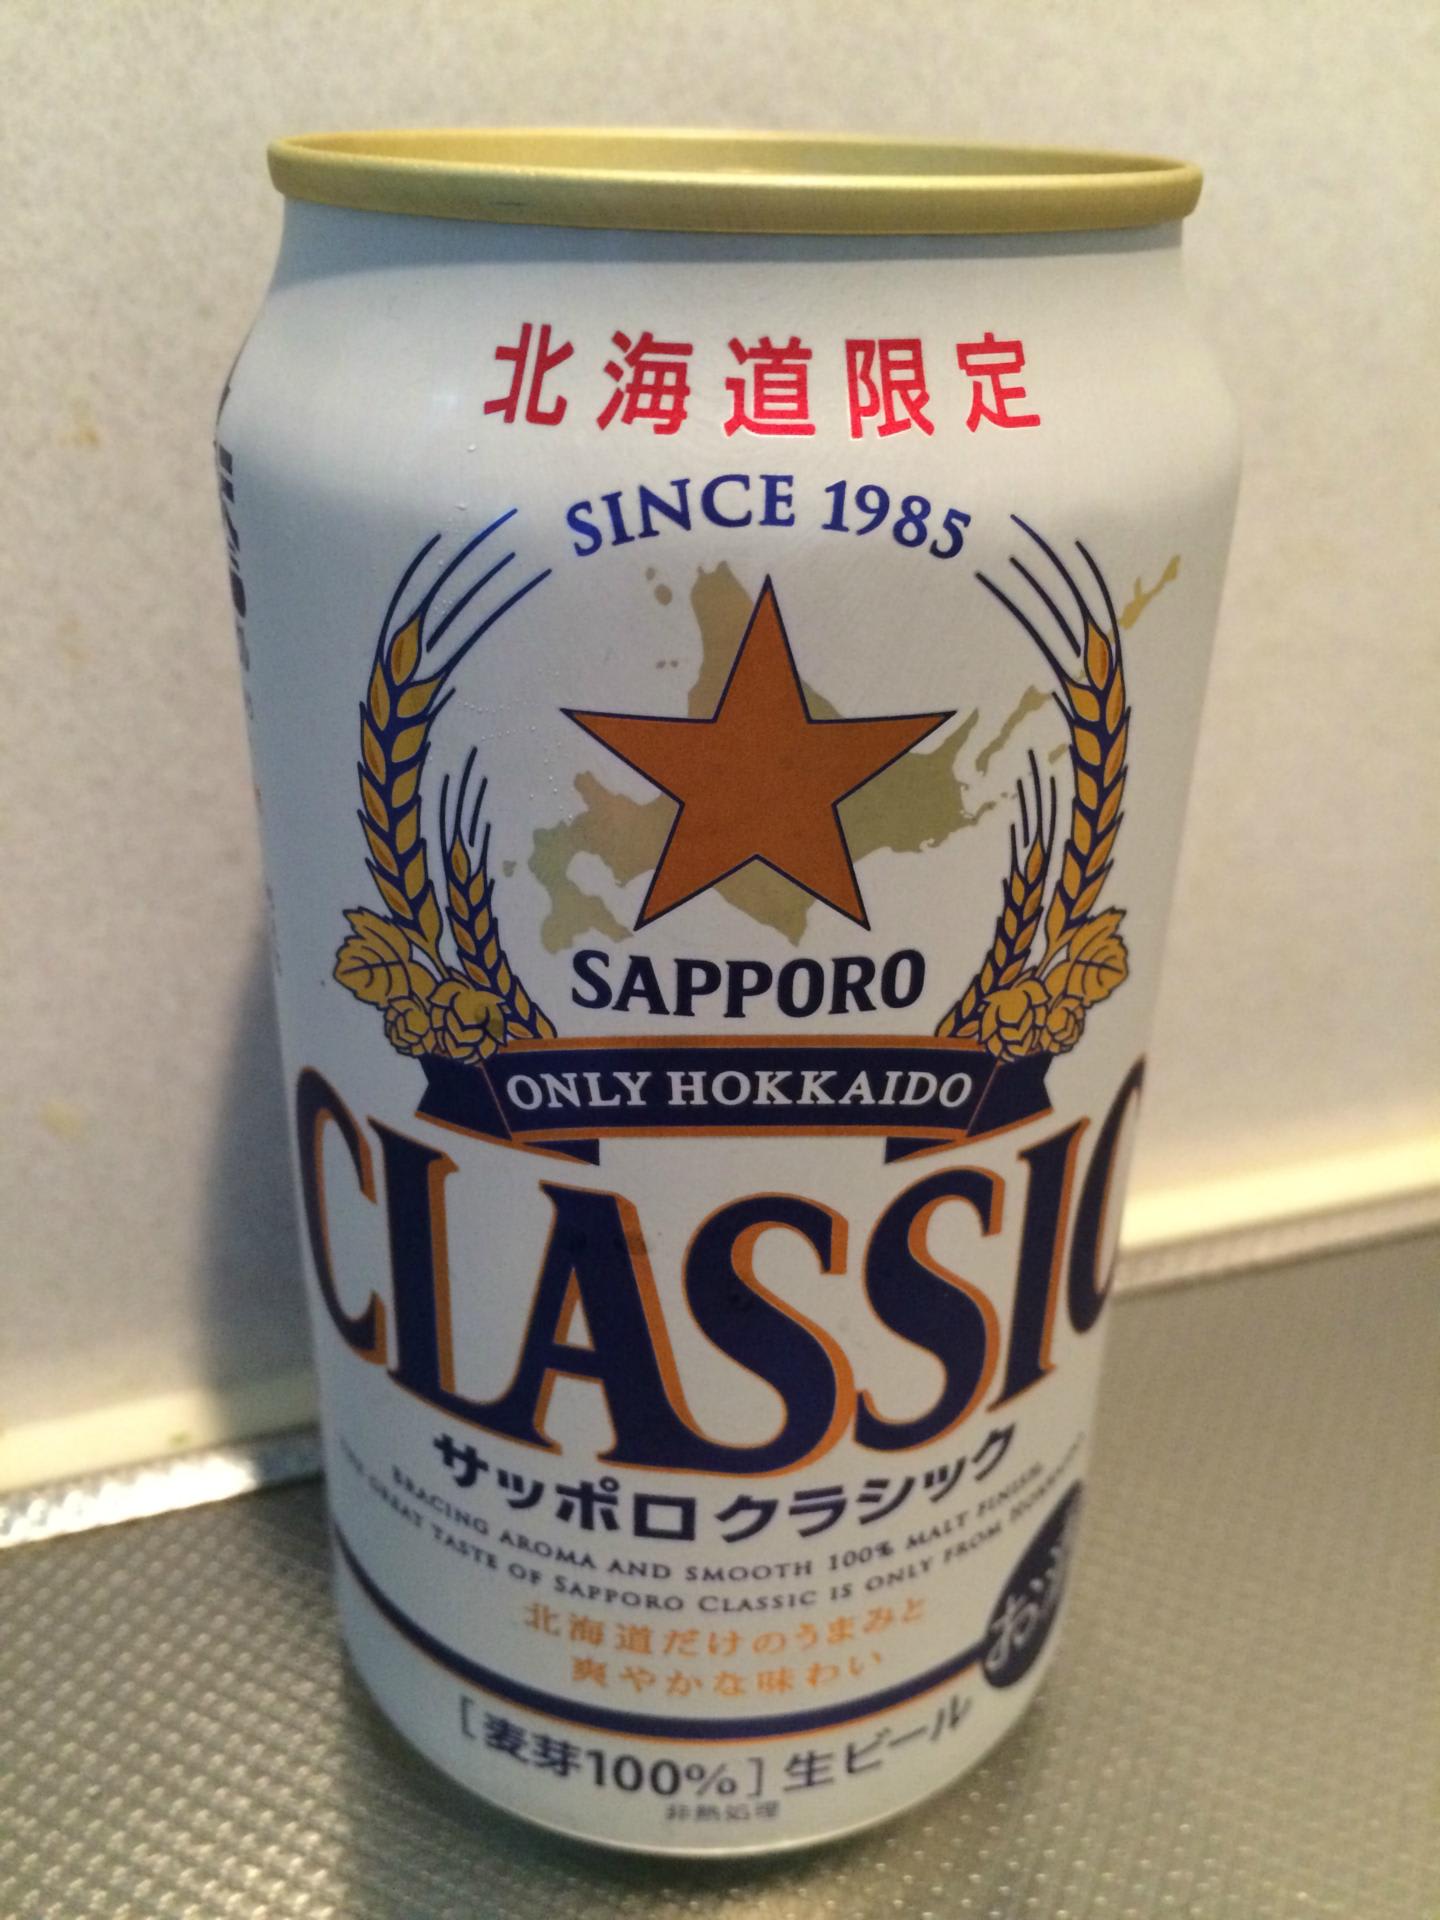 北海道限定
SINCE 1985
SAPPORO
ONLY HOKKAIDO
CLASSIC
サッポロクラシック
BRACING AROMA AND SMOOTH 100% MALT FINISH.
GREAT TASTE OF SAPPORO CLASSIC IS ONLY FROM HOKKAIDO
北海道だけのうまみと
爽やかな味わい
[麦芽100%]生ビール
非熱処理